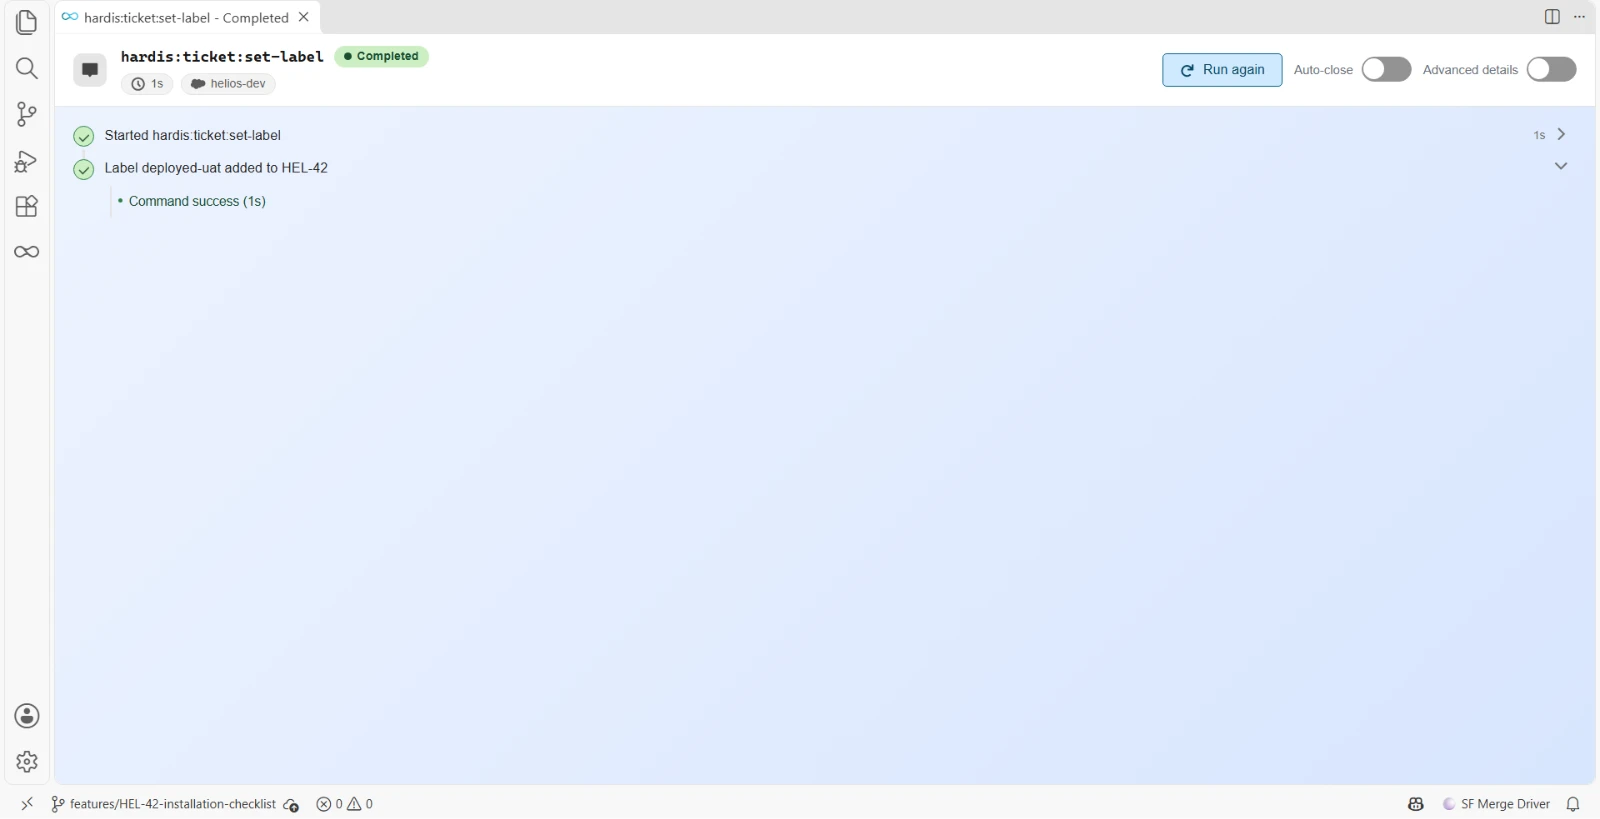 hardis:ticket:set-label - Completed
hardis:ticket:set-label
Completed
1s
helios-dev
Run again
Auto-close
Advanced details
Started hardis:ticket:set-label
1s
Label deployed-uat added to HEL-42
• Command success (1s)
features/HEL-42-installation-checklist
0
0
SF Merge Driver